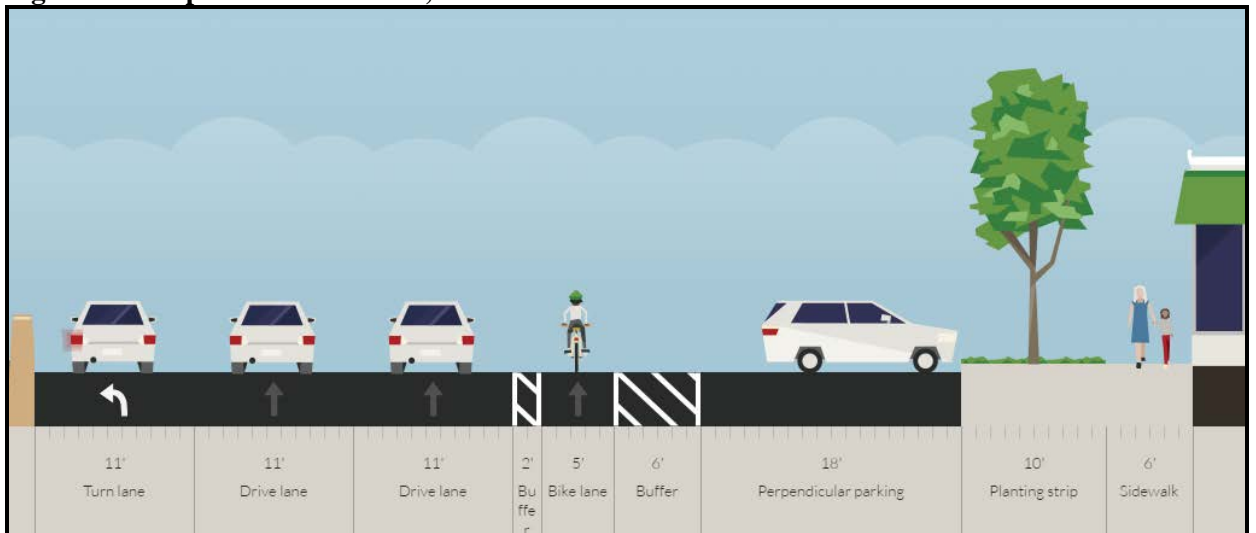 11' 11' 11' 2' 5' 6' 18' 10' 6'
Turn lane Drive lane Drive lane Bu Bike lane Buffer Perpendicular parking Planting strip Sidewalk
ffe
r